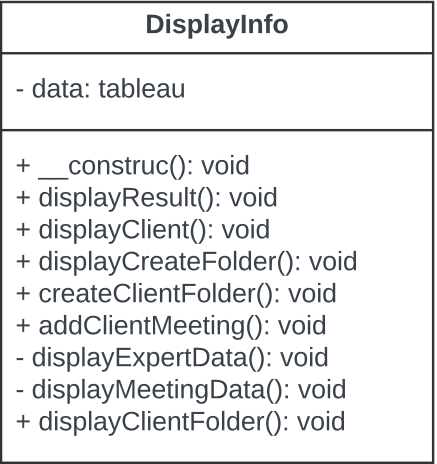 DisplayInfo
- data: tableau
+ __construc(): void
+ displayResult(): void
+ displayClient(): void
+ displayCreateFolder(): void
+ createClientFolder(): void
+ addClientMeeting(): void
- displayExpertData(): void
- displayMeetingData(): void
+ displayClientFolder(): void